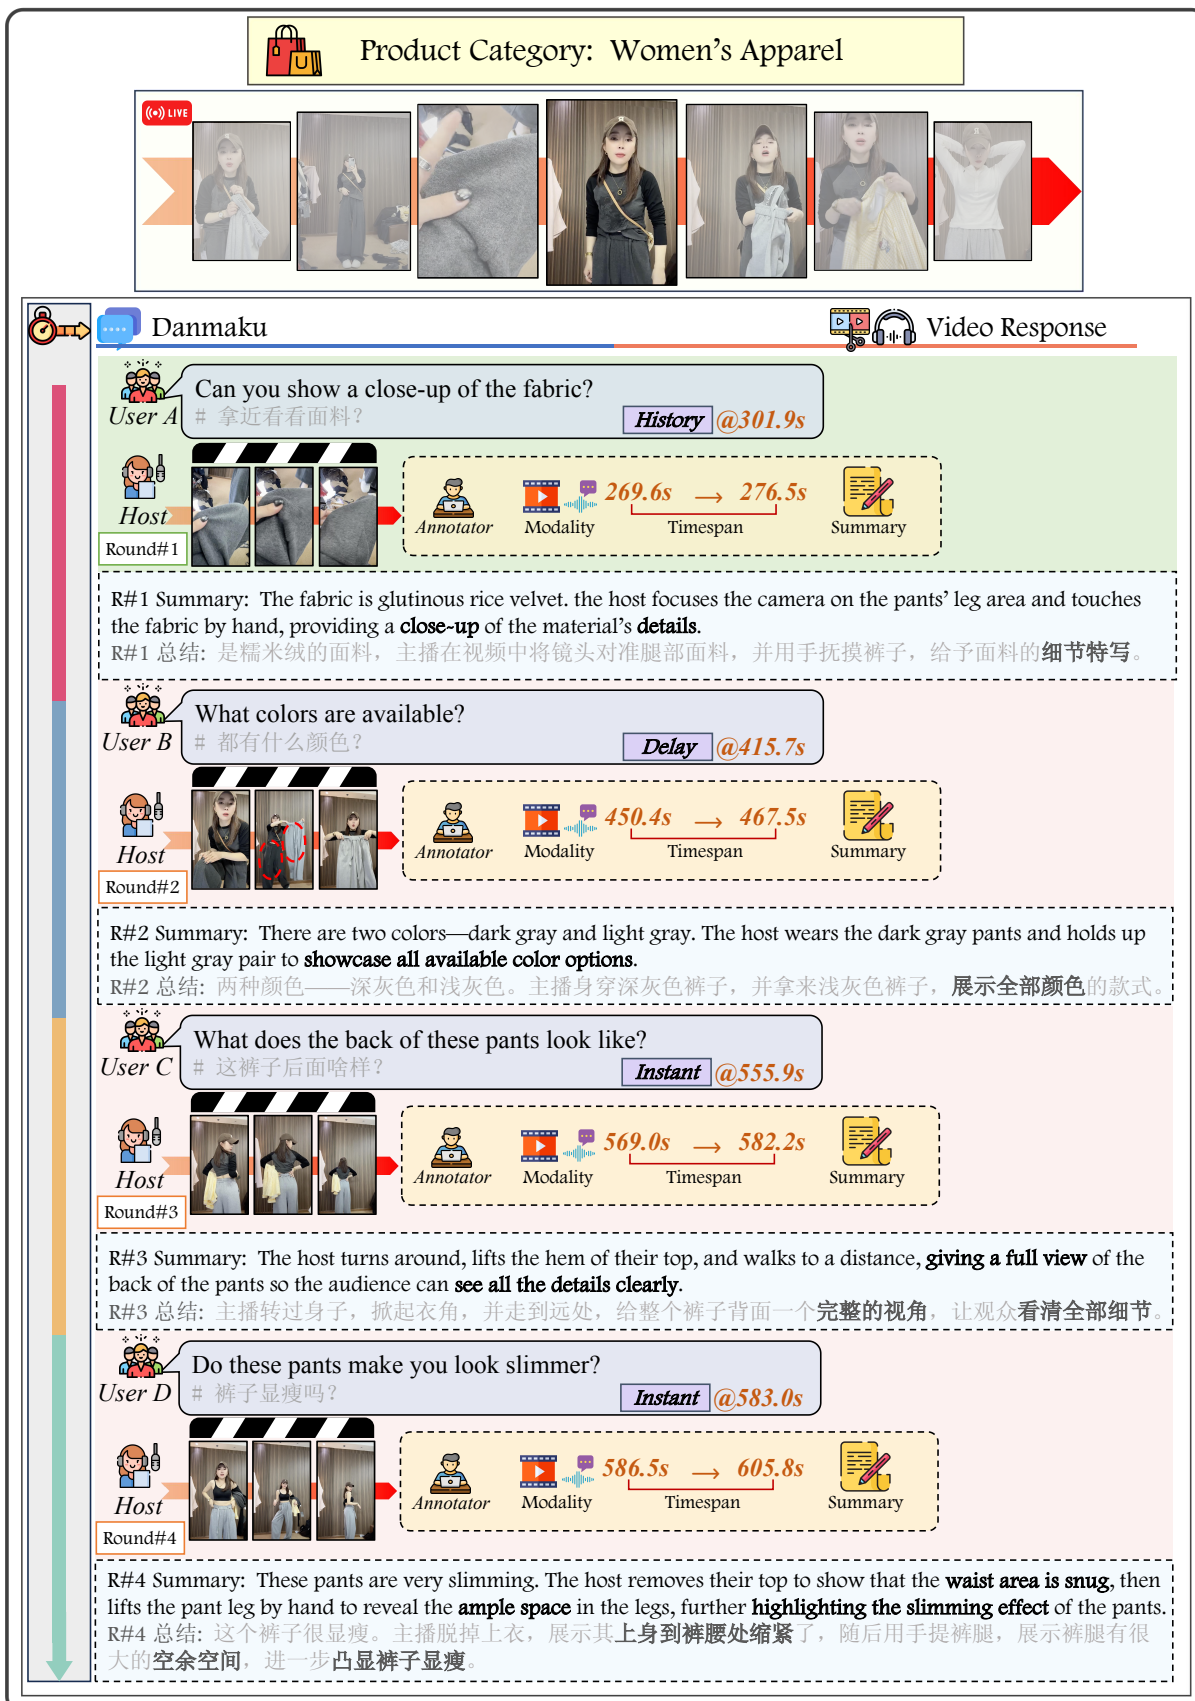 Product Category: Women's Apparel
LIVE
Danmaku
Video Response
User A
Can you show a close-up of the fabric?
# 拿近看看面料？
History @301.9s
Host
Round#1
Annotator
Modality
269.6s → 276.5s
Timespan
Summary
R#1 Summary: The fabric is glutinous rice velvet. the host focuses the camera on the pants' leg area and touches
the fabric by hand, providing a close-up of the material's details.
R#1 总结: 是糯米绒的面料，主播在视频中将镜头对准腿部面料，并用手抚摸裤子，给予面料的细节特写。
User B
What colors are available?
# 都有什么颜色？
Delay @415.7s
Host
Round#2
Annotator
Modality
450.4s → 467.5s
Timespan
Summary
R#2 Summary: There are two colors—dark gray and light gray. The host wears the dark gray pants and holds up
the light gray pair to showcase all available color options.
R#2 总结: 两种颜色——深灰色和浅灰色。主播身穿深灰色裤子，并拿来浅灰色裤子，展示全部颜色的款式。
User C
What does the back of these pants look like?
# 这裤子后面啥样？
Instant @555.9s
Host
Round#3
Annotator
Modality
569.0s → 582.2s
Timespan
Summary
R#3 Summary: The host turns around, lifts the hem of their top, and walks to a distance, giving a full view of the
back of the pants so the audience can see all the details clearly.
R#3 总结: 主播转过身子，掀起衣角，并走到远处，给整个裤子背面一个完整的视角，让观众看清全部细节。
User D
Do these pants make you look slimmer?
# 裤子显瘦吗？
Instant @583.0s
Host
Round#4
Annotator
Modality
586.5s → 605.8s
Timespan
Summary
R#4 Summary: These pants are very slimming. The host removes their top to show that the waist area is snug, then
lifts the pant leg by hand to reveal the ample space in the legs, further highlighting the slimming effect of the pants.
R#4 总结: 这个裤子很显瘦。主播脱掉上衣，展示其上身到裤腰处缩紧了，随后用手提裤腿，展示裤腿有很
大的空余空间，进一步凸显裤子显瘦。